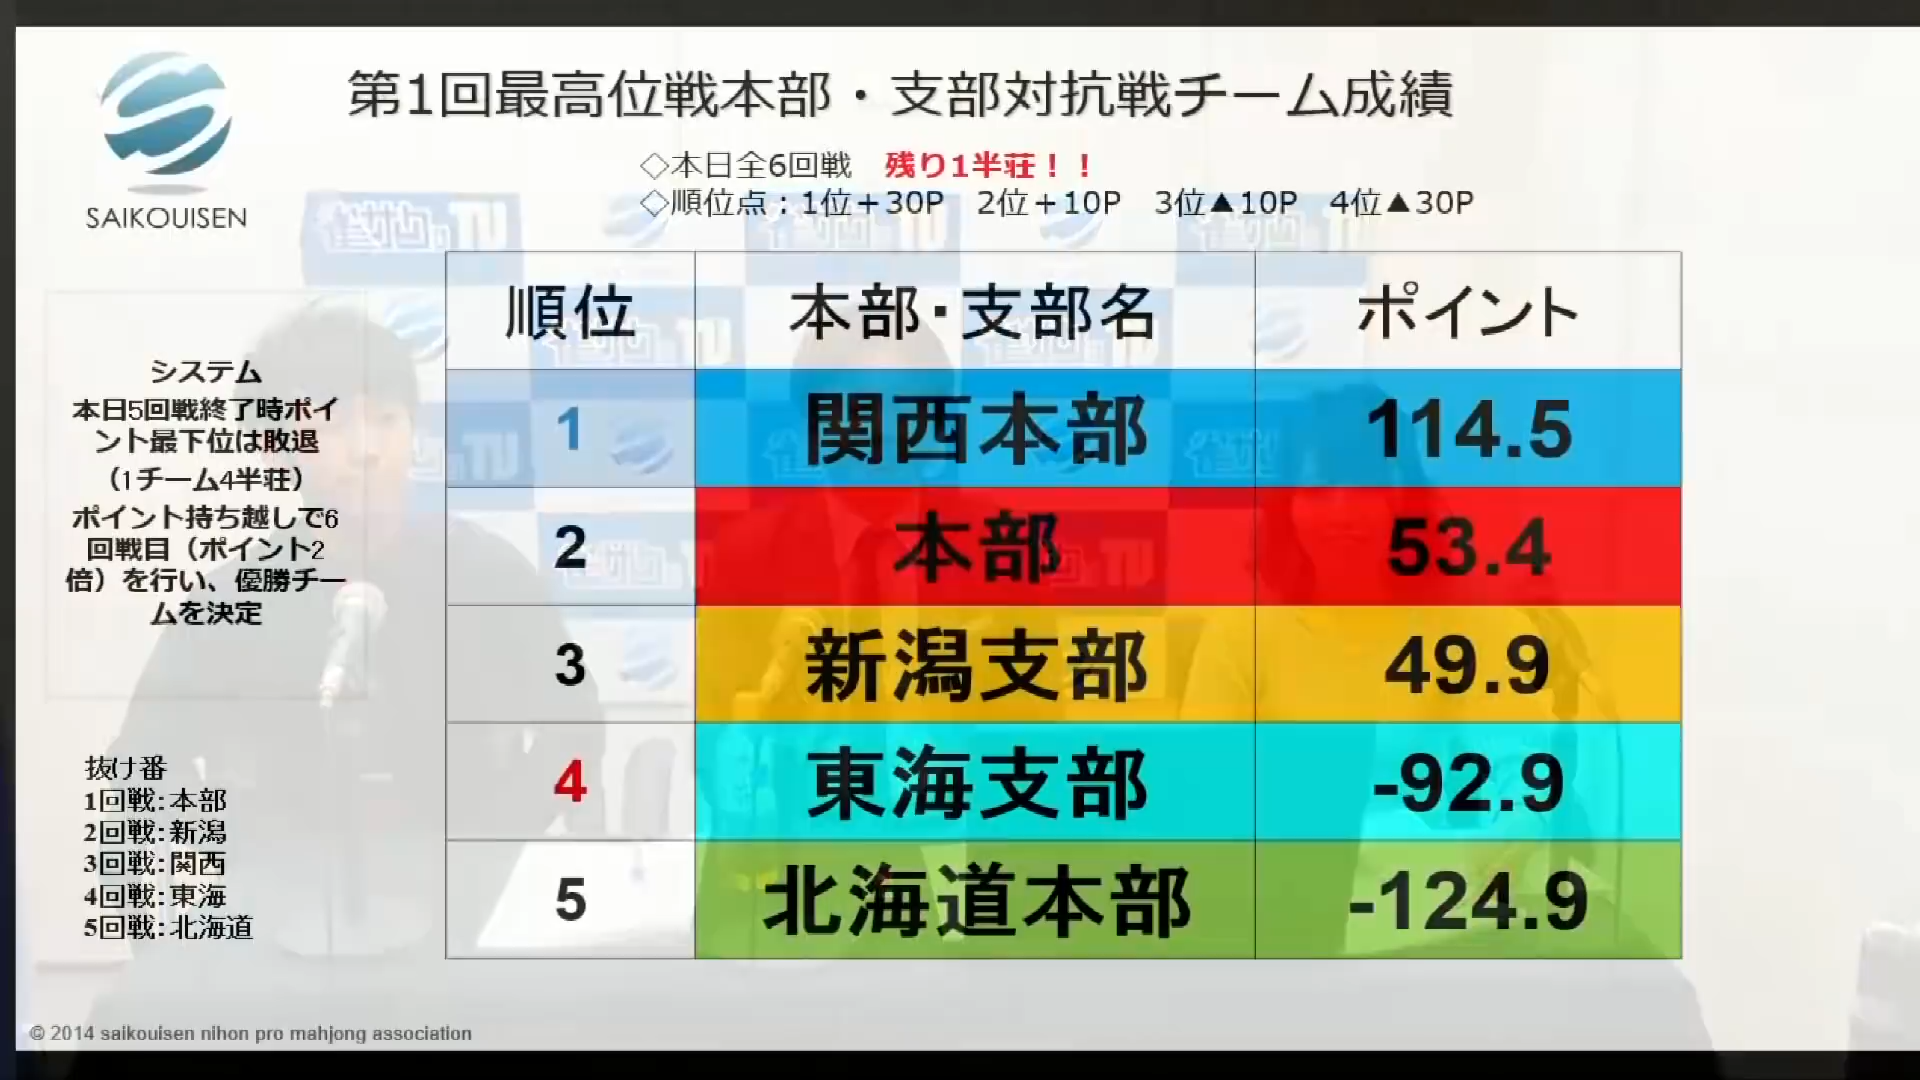 第1回最高位戦本部・支部対抗戦チーム成績
◇本日全6回戦　残り1半荘！！
◇順位点：1位＋30P　2位＋10P　3位▲10P　4位▲30P
SAIKOUISEN
順位 本部・支部名 ポイント
1 関西本部 114.5
2 本部 53.4
3 新潟支部 49.9
4 東海支部 -92.9
5 北海道本部 -124.9
システム
本日5回戦終了時ポイ
ント最下位は敗退
（1チーム4半荘）
ポイント持ち越しで6
回戦目（ポイント2
倍）を行い、優勝チー
ムを決定
抜け番
1回戦：本部
2回戦：新潟
3回戦：関西
4回戦：東海
5回戦：北海道
© 2014 saikouisen nihon pro mahjong association